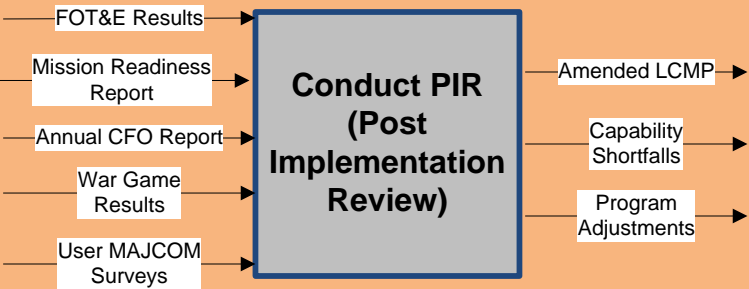 FOT&E Results
Mission Readiness
Report
Annual CFO Report
War Game
Results
User MAJCOM
Surveys
Conduct PIR
(Post
Implementation
Review)
Amended LCMP
Capability
Shortfalls
Program
Adjustments